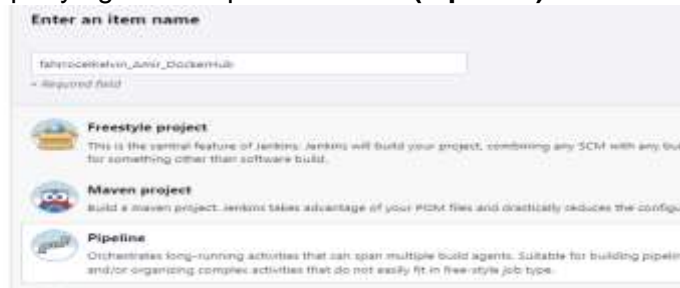 Enter an item name
» Required field
Freestyle project
This is the central feature of Jenkins. Jenkins will build your project, combining any SCM with any bu
for something other than software build.
Maven project
Build a maven project. Jenkins takes advantage of your POM files and drastically reduces the configu
Pipeline
Orchestrates long-running activities that can span multiple build agents. Suitable for building pipelin
and/or organizing complex activities that do not easily fit in free-style job type.